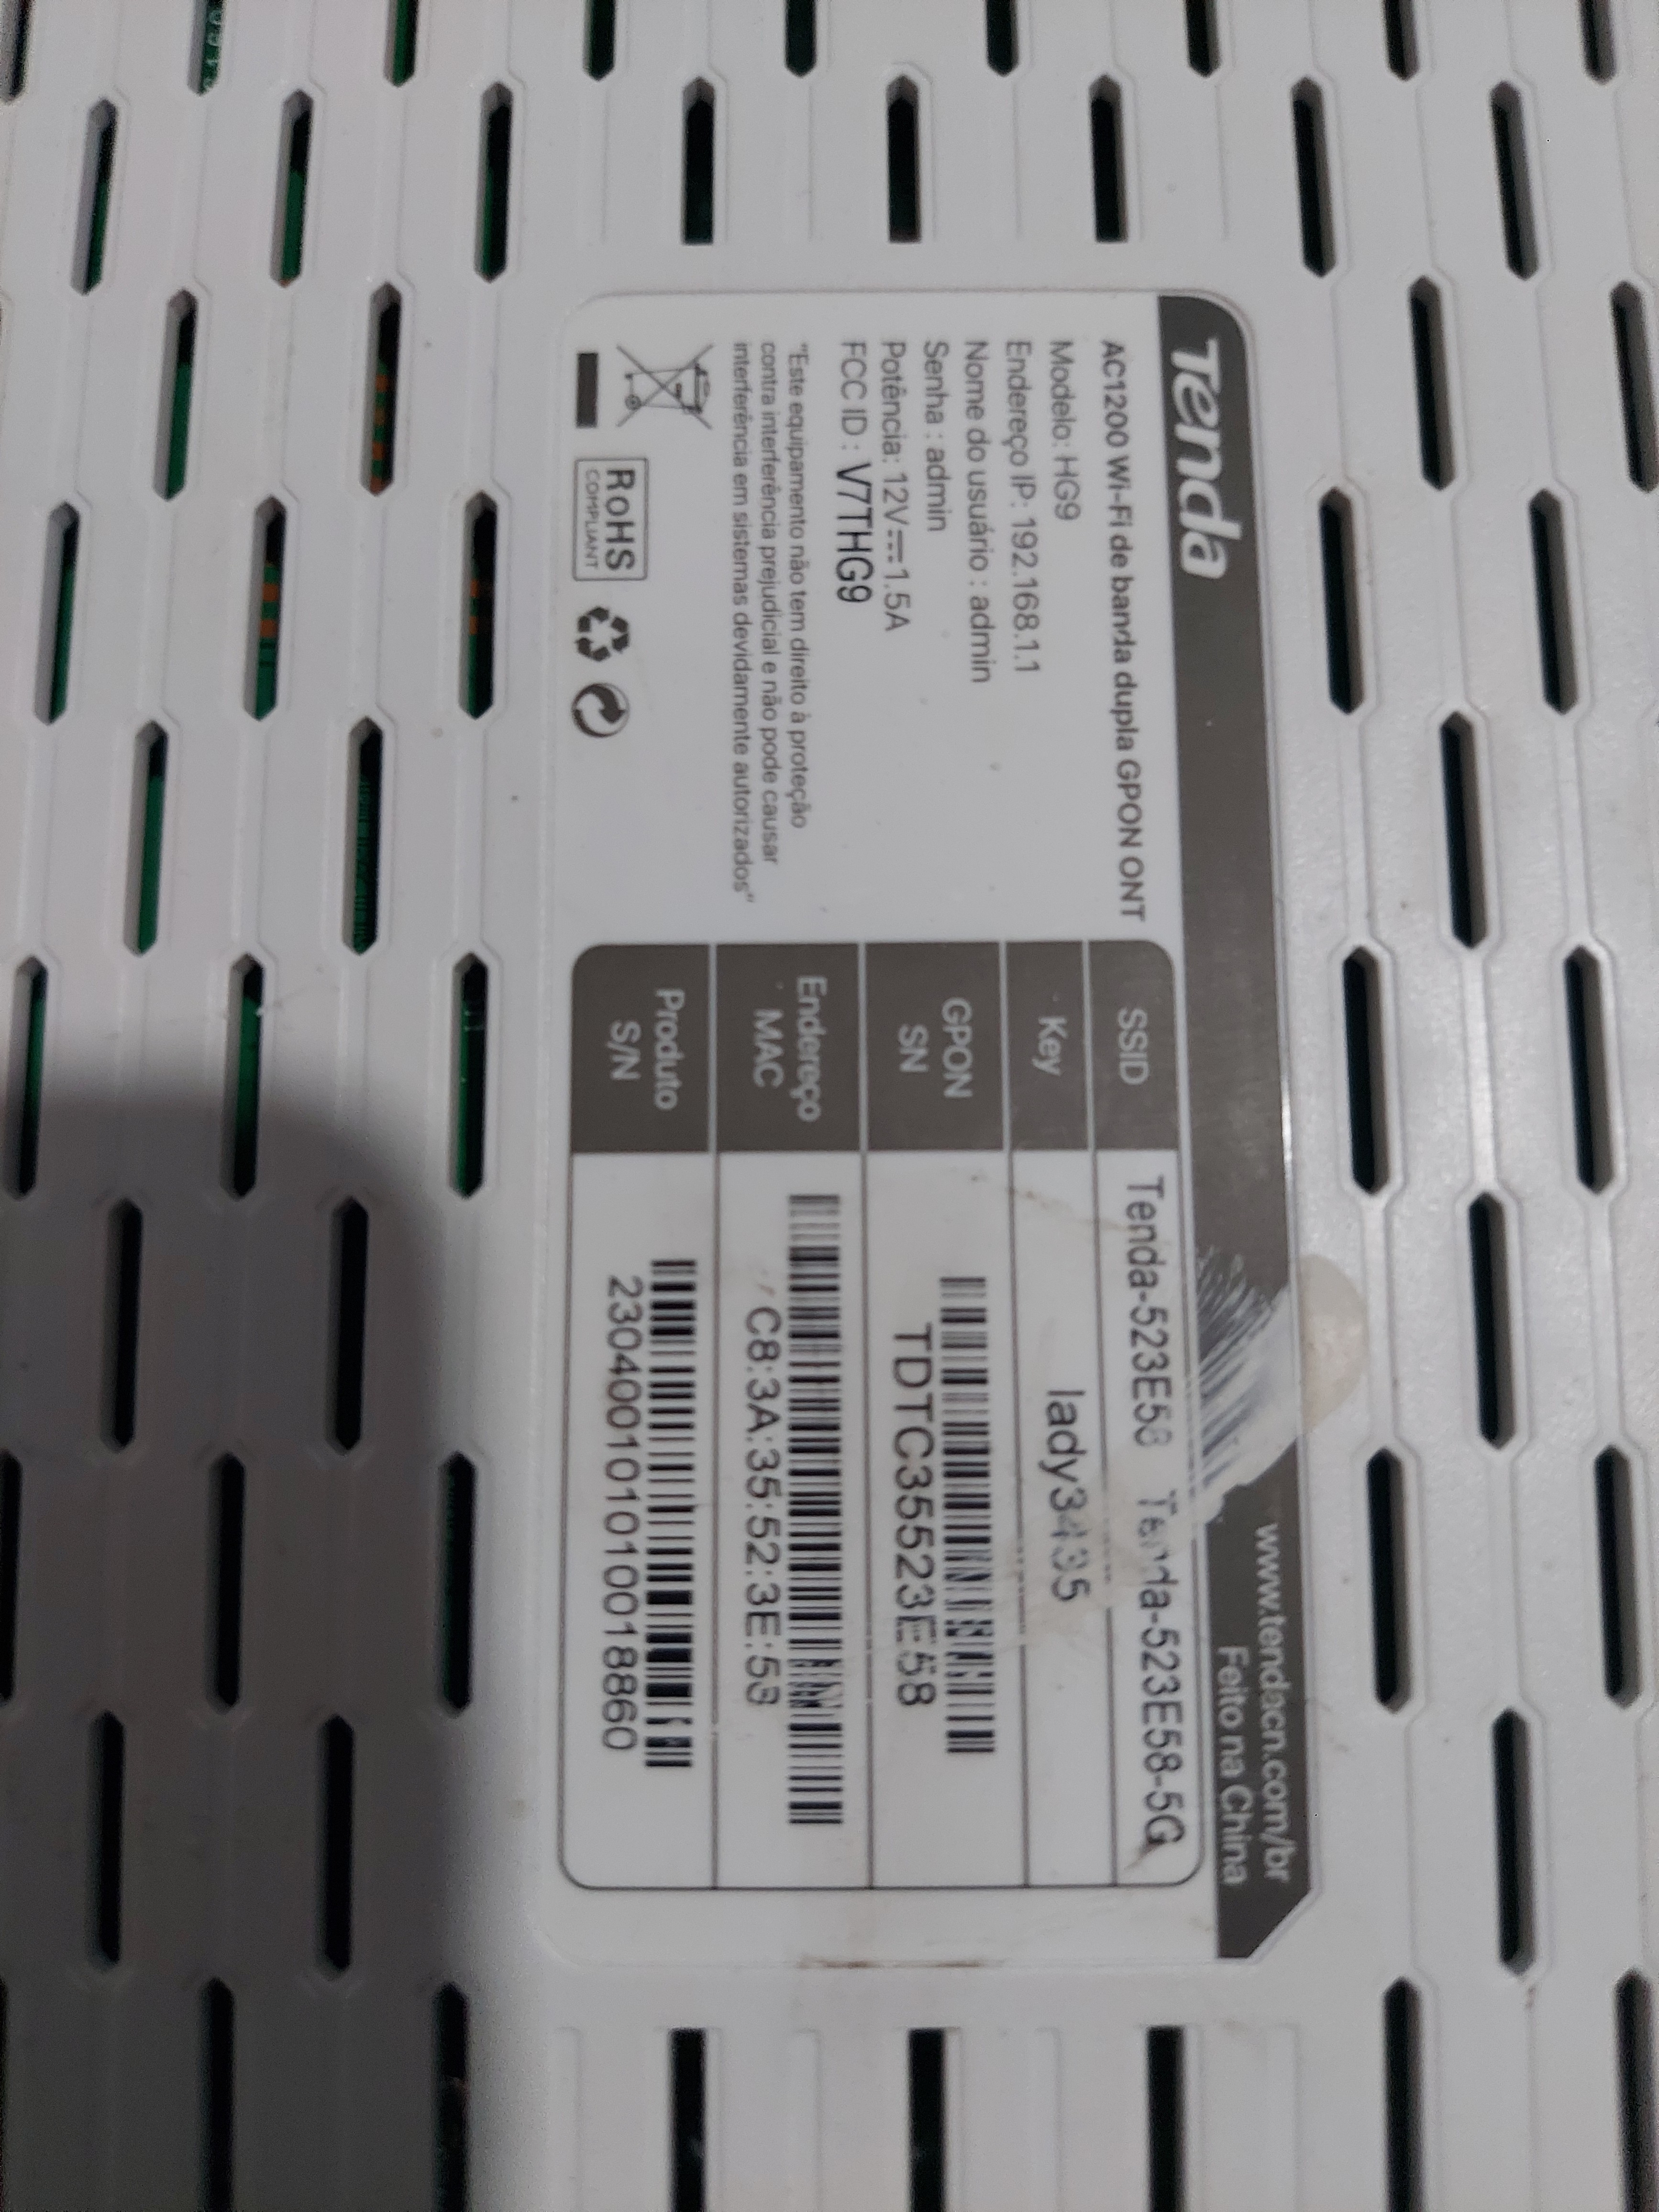 Tenda
www.tendacn.com/br
Feito na China
AC1200 Wi-Fi de banda dupla GPON ONT
Modelo: HG9
Endereço IP: 192.168.1.1
Nome do usuário : admin
Senha : admin
Potência: 12V⎓1.5A
FCC ID : V7THG9
"Este equipamento não tem direito à proteção
contra interferência prejudicial e não pode causar
interferência em sistemas devidamente autorizados"
RoHS
COMPLIANT
SSID
Tenda-523E58 Tenda-523E58-5G
Key
lady3435
GPON
SN
TDTC35523E58
Endereço
MAC
C8:3A:35:52:3E:58
Produto
S/N
230400101010018860